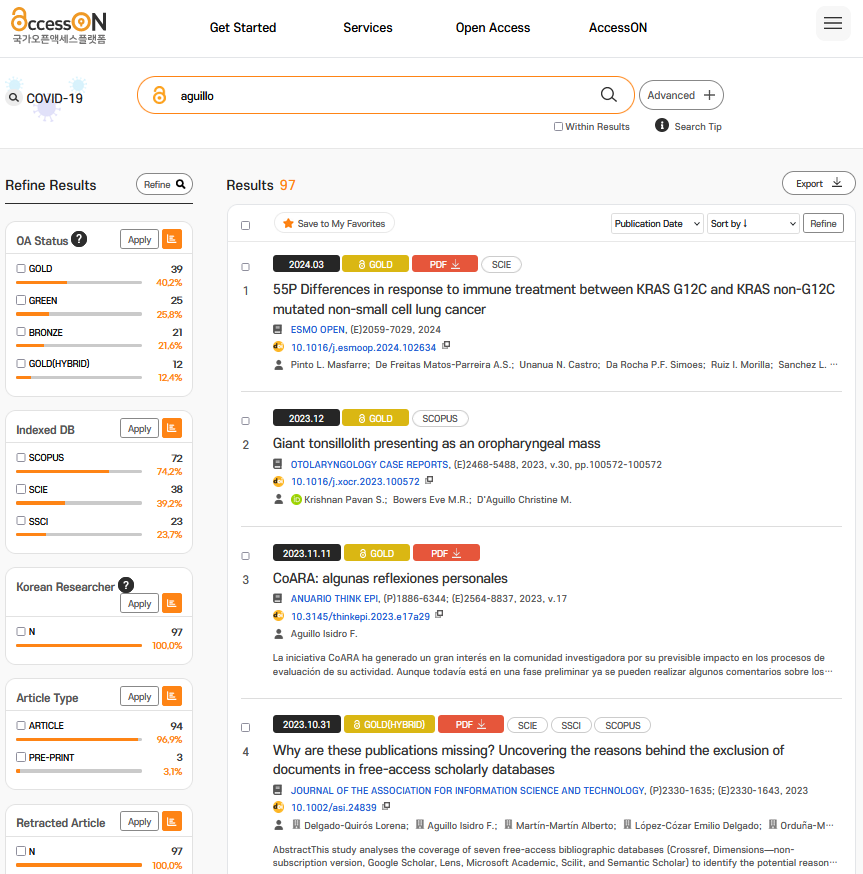 AccessON
국가오픈액세스플랫폼
Get Started
Services
Open Access
AccessON
COVID-19
aguillo
Advanced
Within Results
Search Tip
Refine Results
Refine
Results 97
Export
OA Status
Apply
GOLD 39
40,2%
GREEN 25
25,8%
BRONZE 21
21,6%
GOLD(HYBRID) 12
12,4%
Indexed DB
Apply
SCOPUS 72
74,2%
SCIE 38
39,2%
SSCI 23
23,7%
Korean Researcher
Apply
N 97
100.0%
Article Type
Apply
ARTICLE 94
96,9%
PRE-PRINT 3
3,1%
Retracted Article
Apply
N 97
100.0%
Save to My Favorites
Publication Date
Sort by
Refine
2024.03 GOLD PDF SCIE
1
55P Differences in response to immune treatment between KRAS G12C and KRAS non-G12C
mutated non-small cell lung cancer
ESMO OPEN, (E)2059-7029, 2024
10.1016/j.esmoop.2024.102634
Pinto L. Masfarre; De Freitas Matos-Parreira A.S.; Unanua N. Castro; Da Rocha P.F. Simoes; Ruiz I. Morilla; Sanchez L. ···
2023.12 GOLD SCOPUS
2
Giant tonsillolith presenting as an oropharyngeal mass
OTOLARYNGOLOGY CASE REPORTS, (E)2468-5488, 2023, v.30, pp.100572-100572
10.1016/j.xocr.2023.100572
Krishnan Pavan S.; Bowers Eve M.R.; D'Aguillo Christine M.
2023.11.11 GOLD PDF
3
CoARA: algunas reflexiones personales
ANUARIO THINK EPI, (P)1886-6344; (E)2564-8837, 2023, v.17
10.3145/thinkepi.2023.e17a29
Aguillo Isidro F.
La iniciativa CoARA ha generado un gran interés en la comunidad investigadora por su previsible impacto en los procesos de
evaluación de su actividad. Aunque todavía está en una fase preliminar ya se pueden realizar algunos comentarios sobre los···
2023.10.31 GOLD(HYBRID) PDF SCIE SSCI SCOPUS
4
Why are these publications missing? Uncovering the reasons behind the exclusion of
documents in free-access scholarly databases
JOURNAL OF THE ASSOCIATION FOR INFORMATION SCIENCE AND TECHNOLOGY, (P)2330-1635; (E)2330-1643, 2023
10.1002/asi.24839
Delgado-Quirós Lorena; Aguillo Isidro F.; Martín-Martín Alberto; López-Cózar Emilio Delgado; Orduña-M···
AbstractThis study analyses the coverage of seven free-access bibliographic databases (Crossref, Dimensions—non-
subscription version, Google Scholar, Lens, Microsoft Academic, Scilit, and Semantic Scholar) to identify the potential reason···